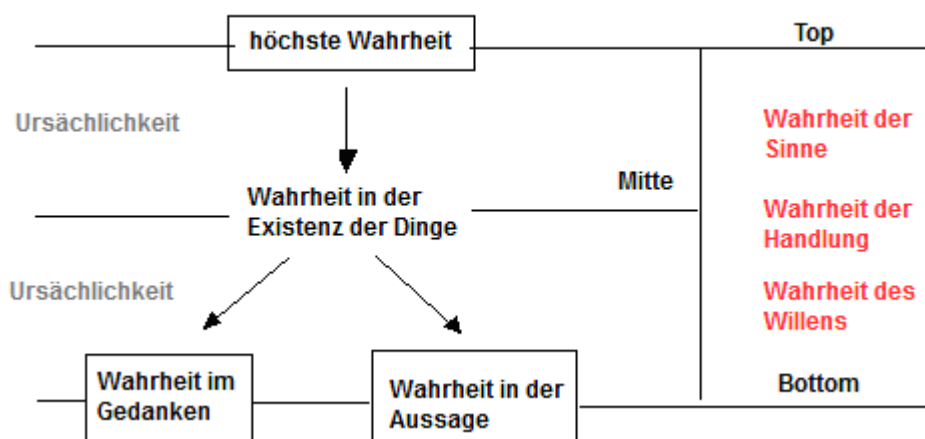 höchste Wahrheit
Top
Ursächlichkeit
Wahrheit der
Sinne
Wahrheit in der
Existenz der Dinge
Mitte
Wahrheit der
Handlung
Ursächlichkeit
Wahrheit des
Willens
Wahrheit im
Gedanken
Wahrheit in der
Aussage
Bottom